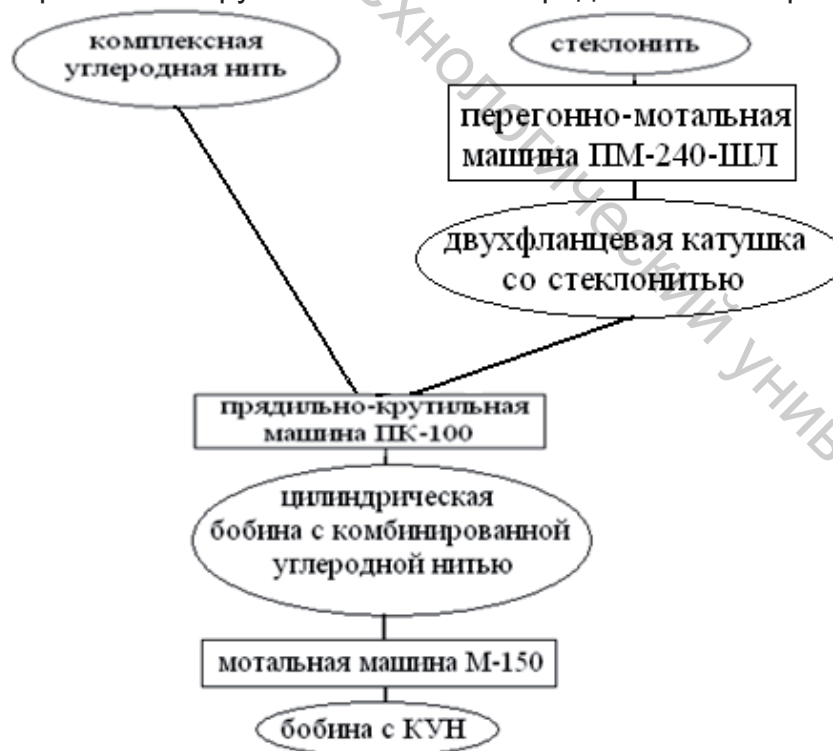 комплексная
углеродная нить
стеклонить
перегонно-мотальная
машина ПМ-240-ШЛ
двухфланцевая катушка
со стеклонитью
прядильно-крутильная
машина ПК-100
цилиндрическая
бобина с комбинированной
углеродной нитью
мотальная машина М-150
бобина с КУН